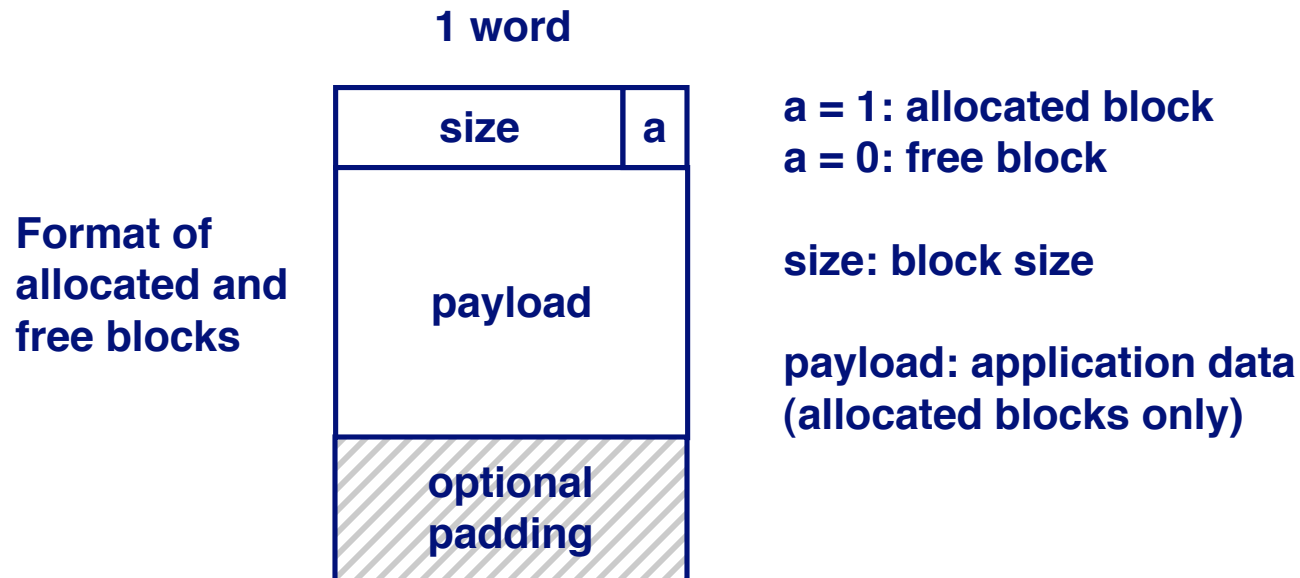 1 word
size a
a = 1: allocated block
a = 0: free block
Format of
allocated and
free blocks
payload
size: block size
payload: application data
(allocated blocks only)
optional
padding